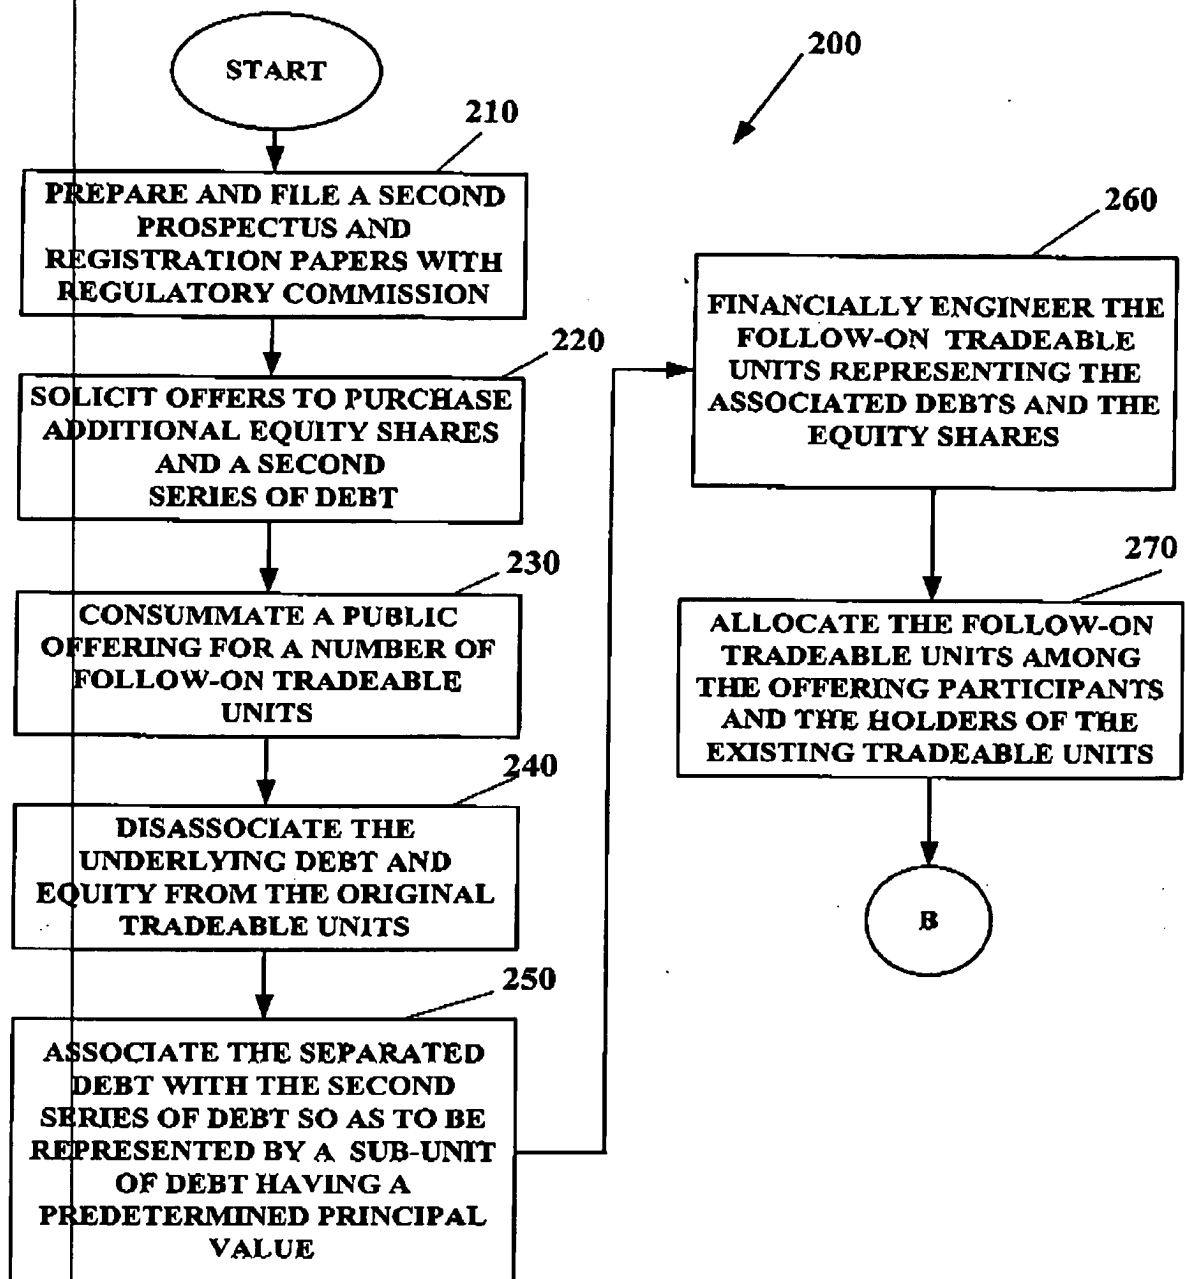 START
200
210
PREPARE AND FILE A SECOND
PROSPECTUS AND
REGISTRATION PAPERS WITH
REGULATORY COMMISSION
220
SOLICIT OFFERS TO PURCHASE
ADDITIONAL EQUITY SHARES
AND A SECOND
SERIES OF DEBT
230
CONSUMMATE A PUBLIC
OFFERING FOR A NUMBER OF
FOLLOW-ON TRADEABLE
UNITS
240
DISASSOCIATE THE
UNDERLYING DEBT AND
EQUITY FROM THE ORIGINAL
TRADEABLE UNITS
250
ASSOCIATE THE SEPARATED
DEBT WITH THE SECOND
SERIES OF DEBT SO AS TO BE
REPRESENTED BY A SUB-UNIT
OF DEBT HAVING A
PREDETERMINED PRINCIPAL
VALUE
260
FINANCIALLY ENGINEER THE
FOLLOW-ON TRADEABLE
UNITS REPRESENTING THE
ASSOCIATED DEBTS AND THE
EQUITY SHARES
270
ALLOCATE THE FOLLOW-ON
TRADEABLE UNITS AMONG
THE OFFERING PARTICIPANTS
AND THE HOLDERS OF THE
EXISTING TRADEABLE UNITS
B